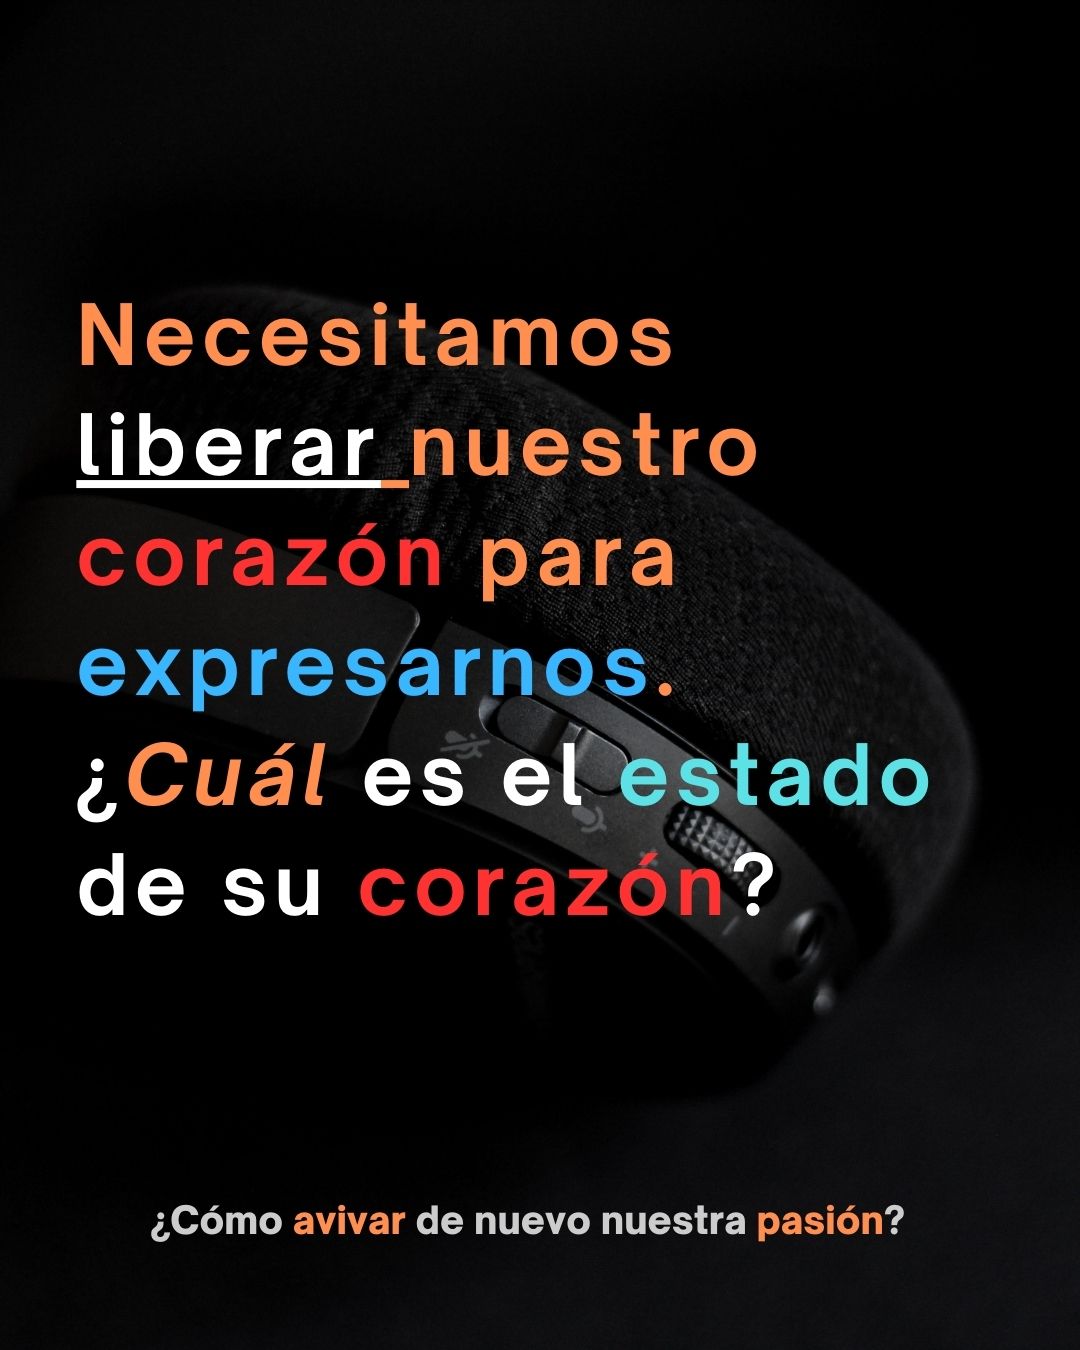 Necesitamos
liberar nuestro
corazón para
expresarnos.
¿Cuál es el estado
de su corazón?
¿Cómo avivar de nuevo nuestra pasión?